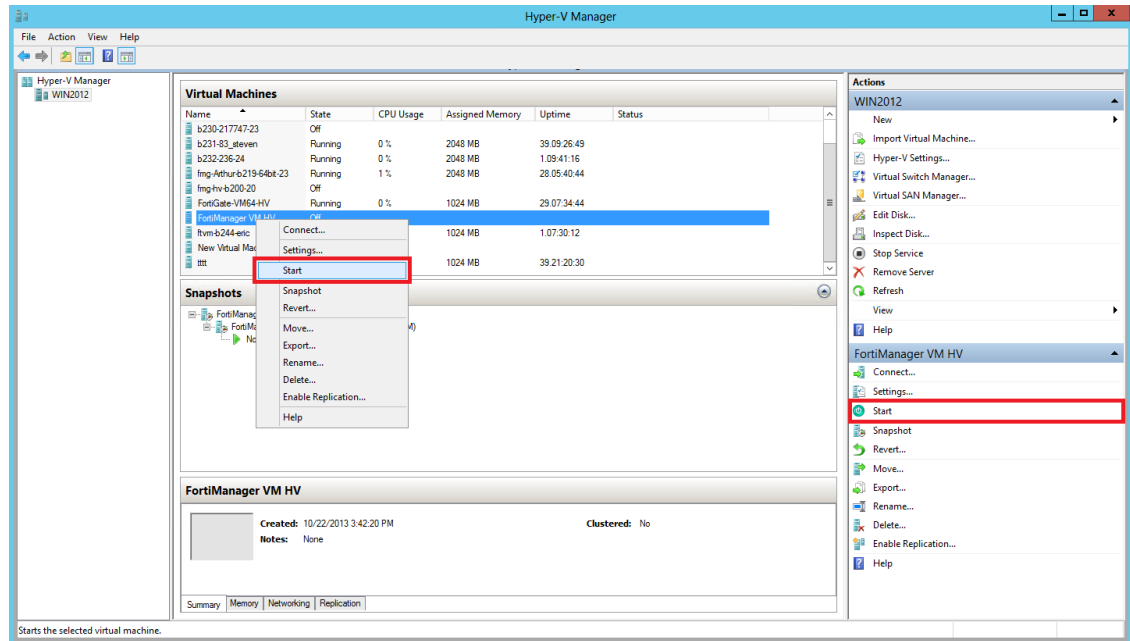 Hyper-V Manager
File Action View Help
Hyper-V Manager
WIN2012
Virtual Machines
Name State CPU Usage Assigned Memory Uptime Status
b230-217747-23 Off
b231-83_steven Running 0 % 2048 MB 39.09:26:49
b232-236-24 Running 0 % 2048 MB 1.09:41:16
fmg-Arthur-b219-64bit-23 Running 1 % 2048 MB 28.05:40:44
fmg-hv-b200-20 Off
FortiGate-VM64-HV Running 0 % 1024 MB 29.07:34:44
FortiManager VM HV Off
ftvm-b244-eric 1024 MB 1.07:30:12
New Virtual Mac
tttt 1024 MB 39.21:20:30
Connect...
Settings...
Start
Snapshot
Revert...
Move...
Export...
Rename...
Delete...
Enable Replication...
Help
Snapshots
FortiManag
FortiMa
No
FortiManager VM HV
Created: 10/22/2013 3:42:20 PM Clustered: No
Notes: None
Summary Memory Networking Replication
Actions
WIN2012
New
Import Virtual Machine...
Hyper-V Settings...
Virtual Switch Manager...
Virtual SAN Manager...
Edit Disk...
Inspect Disk...
Stop Service
Remove Server
Refresh
View
Help
FortiManager VM HV
Connect...
Settings...
Start
Snapshot
Revert...
Move...
Export...
Rename...
Delete...
Enable Replication...
Help
Starts the selected virtual machine.